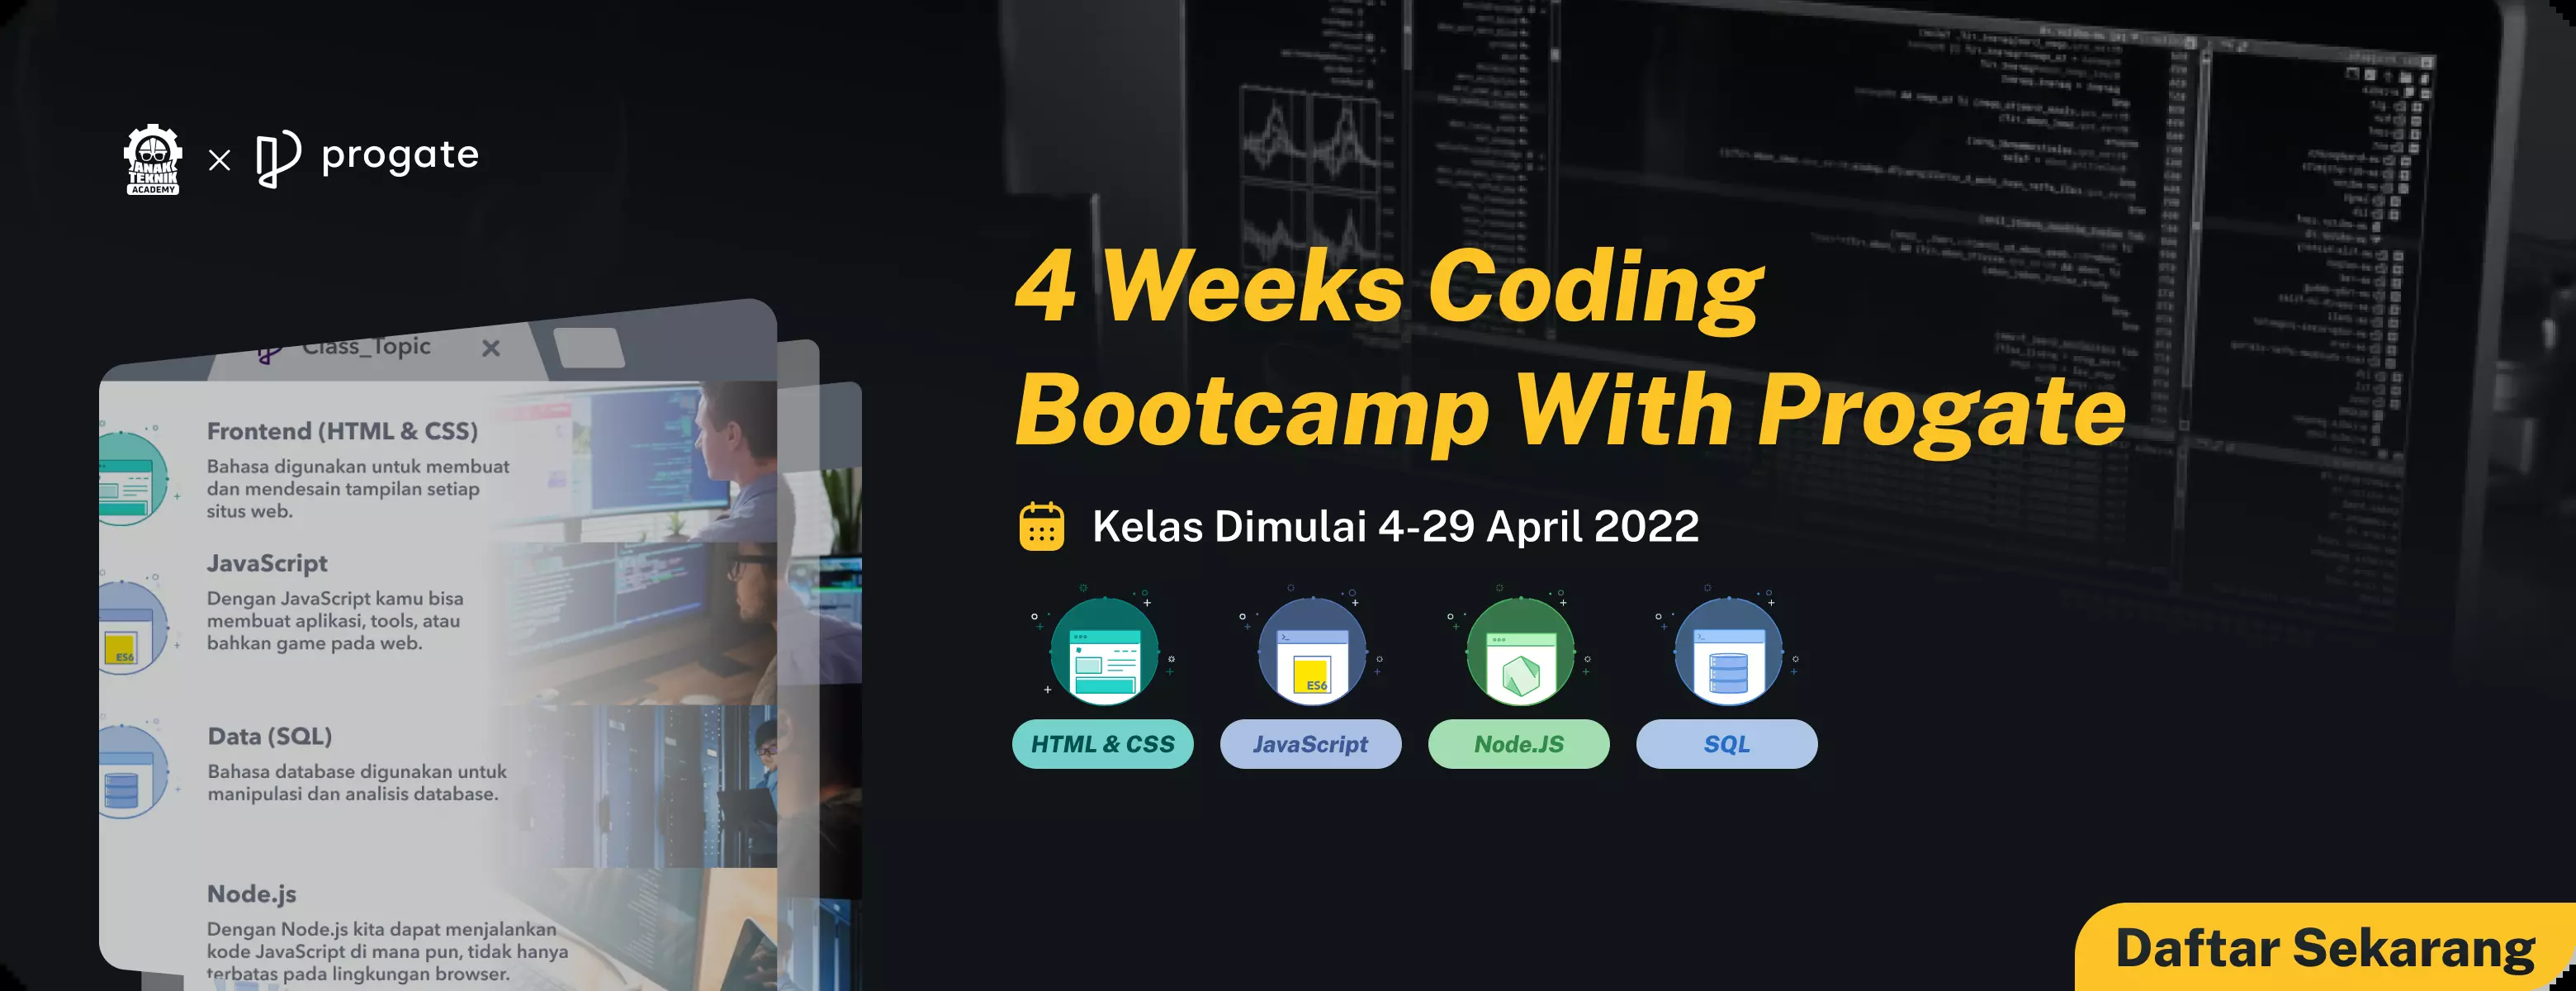 ANAK
TEKNIK
ACADEMY
×
progate
Class_Topic
Frontend (HTML & CSS)
Bahasa digunakan untuk membuat
dan mendesain tampilan setiap
situs web.
JavaScript
Dengan JavaScript kamu bisa
membuat aplikasi, tools, atau
bahkan game pada web.
ES6
Data (SQL)
Bahasa database digunakan untuk
manipulasi dan analisis database.
Node.js
Dengan Node.js kita dapat menjalankan
kode JavaScript di mana pun, tidak hanya
terbatas pada lingkungan browser.
4 Weeks Coding
Bootcamp With Progate
Kelas Dimulai 4-29 April 2022
ES6
HTML & CSS
JavaScript
Node.JS
SQL
Daftar Sekarang